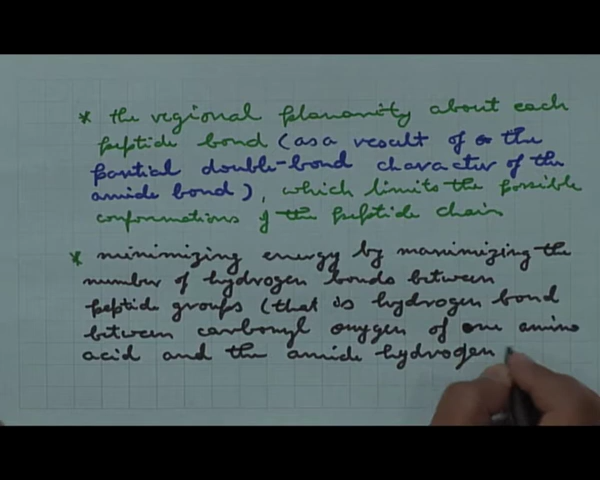 * the regional planarity about each
peptide bond (as a result of the
partial double-bond character of the
amide bond), which limits the possible
conformations of the peptide chain
* minimizing energy by maximizing the
number of hydrogen bonds between
peptide groups (that is hydrogen bond
between carbonyl oxygen of one amino
acid and the amide hydrogen